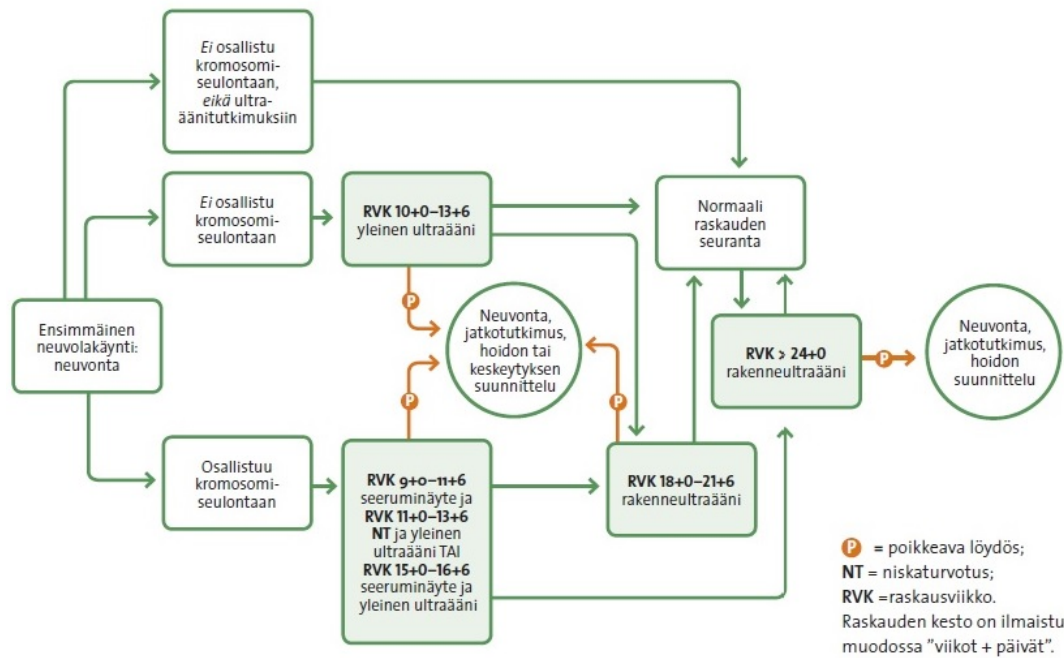 Ei osallistu
kromosomi-
seulontaan,
eikä ultra-
äänitutkimuksiin
Ei osallistu
kromosomi-
seulontaan
RVK 10+0–13+6
yleinen ultraääni
Normaali
raskauden
seuranta
Ensimmäinen
neuvolakäynti:
neuvonta
P
Neuvonta,
jatkotutkimus,
hoidon tai
keskeytyksen
suunnittelu
RVK > 24+0
rakenneultraääni
P
Neuvonta,
jatkotutkimus,
hoidon
suunnittelu
P
P
Osallistuu
kromosomi-
seulontaan
RVK 9+0–11+6
seeruminäyte ja
RVK 11+0–13+6
NT ja yleinen
ultraääni TAI
RVK 15+0–16+6
seeruminäyte ja
yleinen ultraääni
RVK 18+0–21+6
rakenneultraääni
P = poikkeava löydös;
NT = niskaturvotus;
RVK =raskausviikko.
Raskauden kesto on ilmaistu
muodossa ”viikot + päivät”.